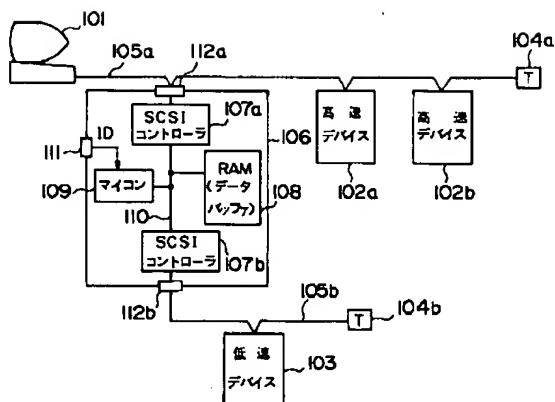 101
105a
112a
104a
T
SCSI
コントローラ
107a
106
高速
デバイス
102a
高速
デバイス
102b
111
ID
109
マイコン
RAM
(データ
バッファ)
108
110
SCSI
コントローラ
107b
112b
105b
T
104b
低速
デバイス
103